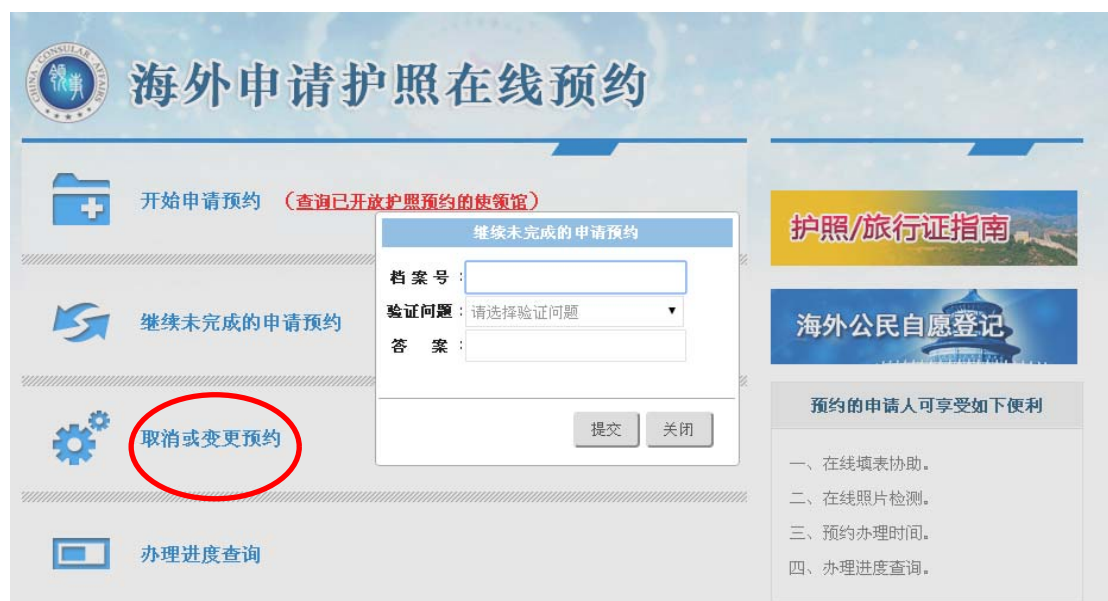 CHINA CONSULAR AFFAIRS
领事
海外申请护照在线预约
开始申请预约 (查询已开放护照预约的使领馆)
继续未完成的申请预约
取消或变更预约
办理进度查询
继续未完成的申请预约
档案号:
验证问题:请选择验证问题
答 案:
提交 关闭
护照/旅行证指南
海外公民自愿登记
预约的申请人可享受如下便利
一、在线填表协助。
二、在线照片检测。
三、预约办理时间。
四、办理进度查询。